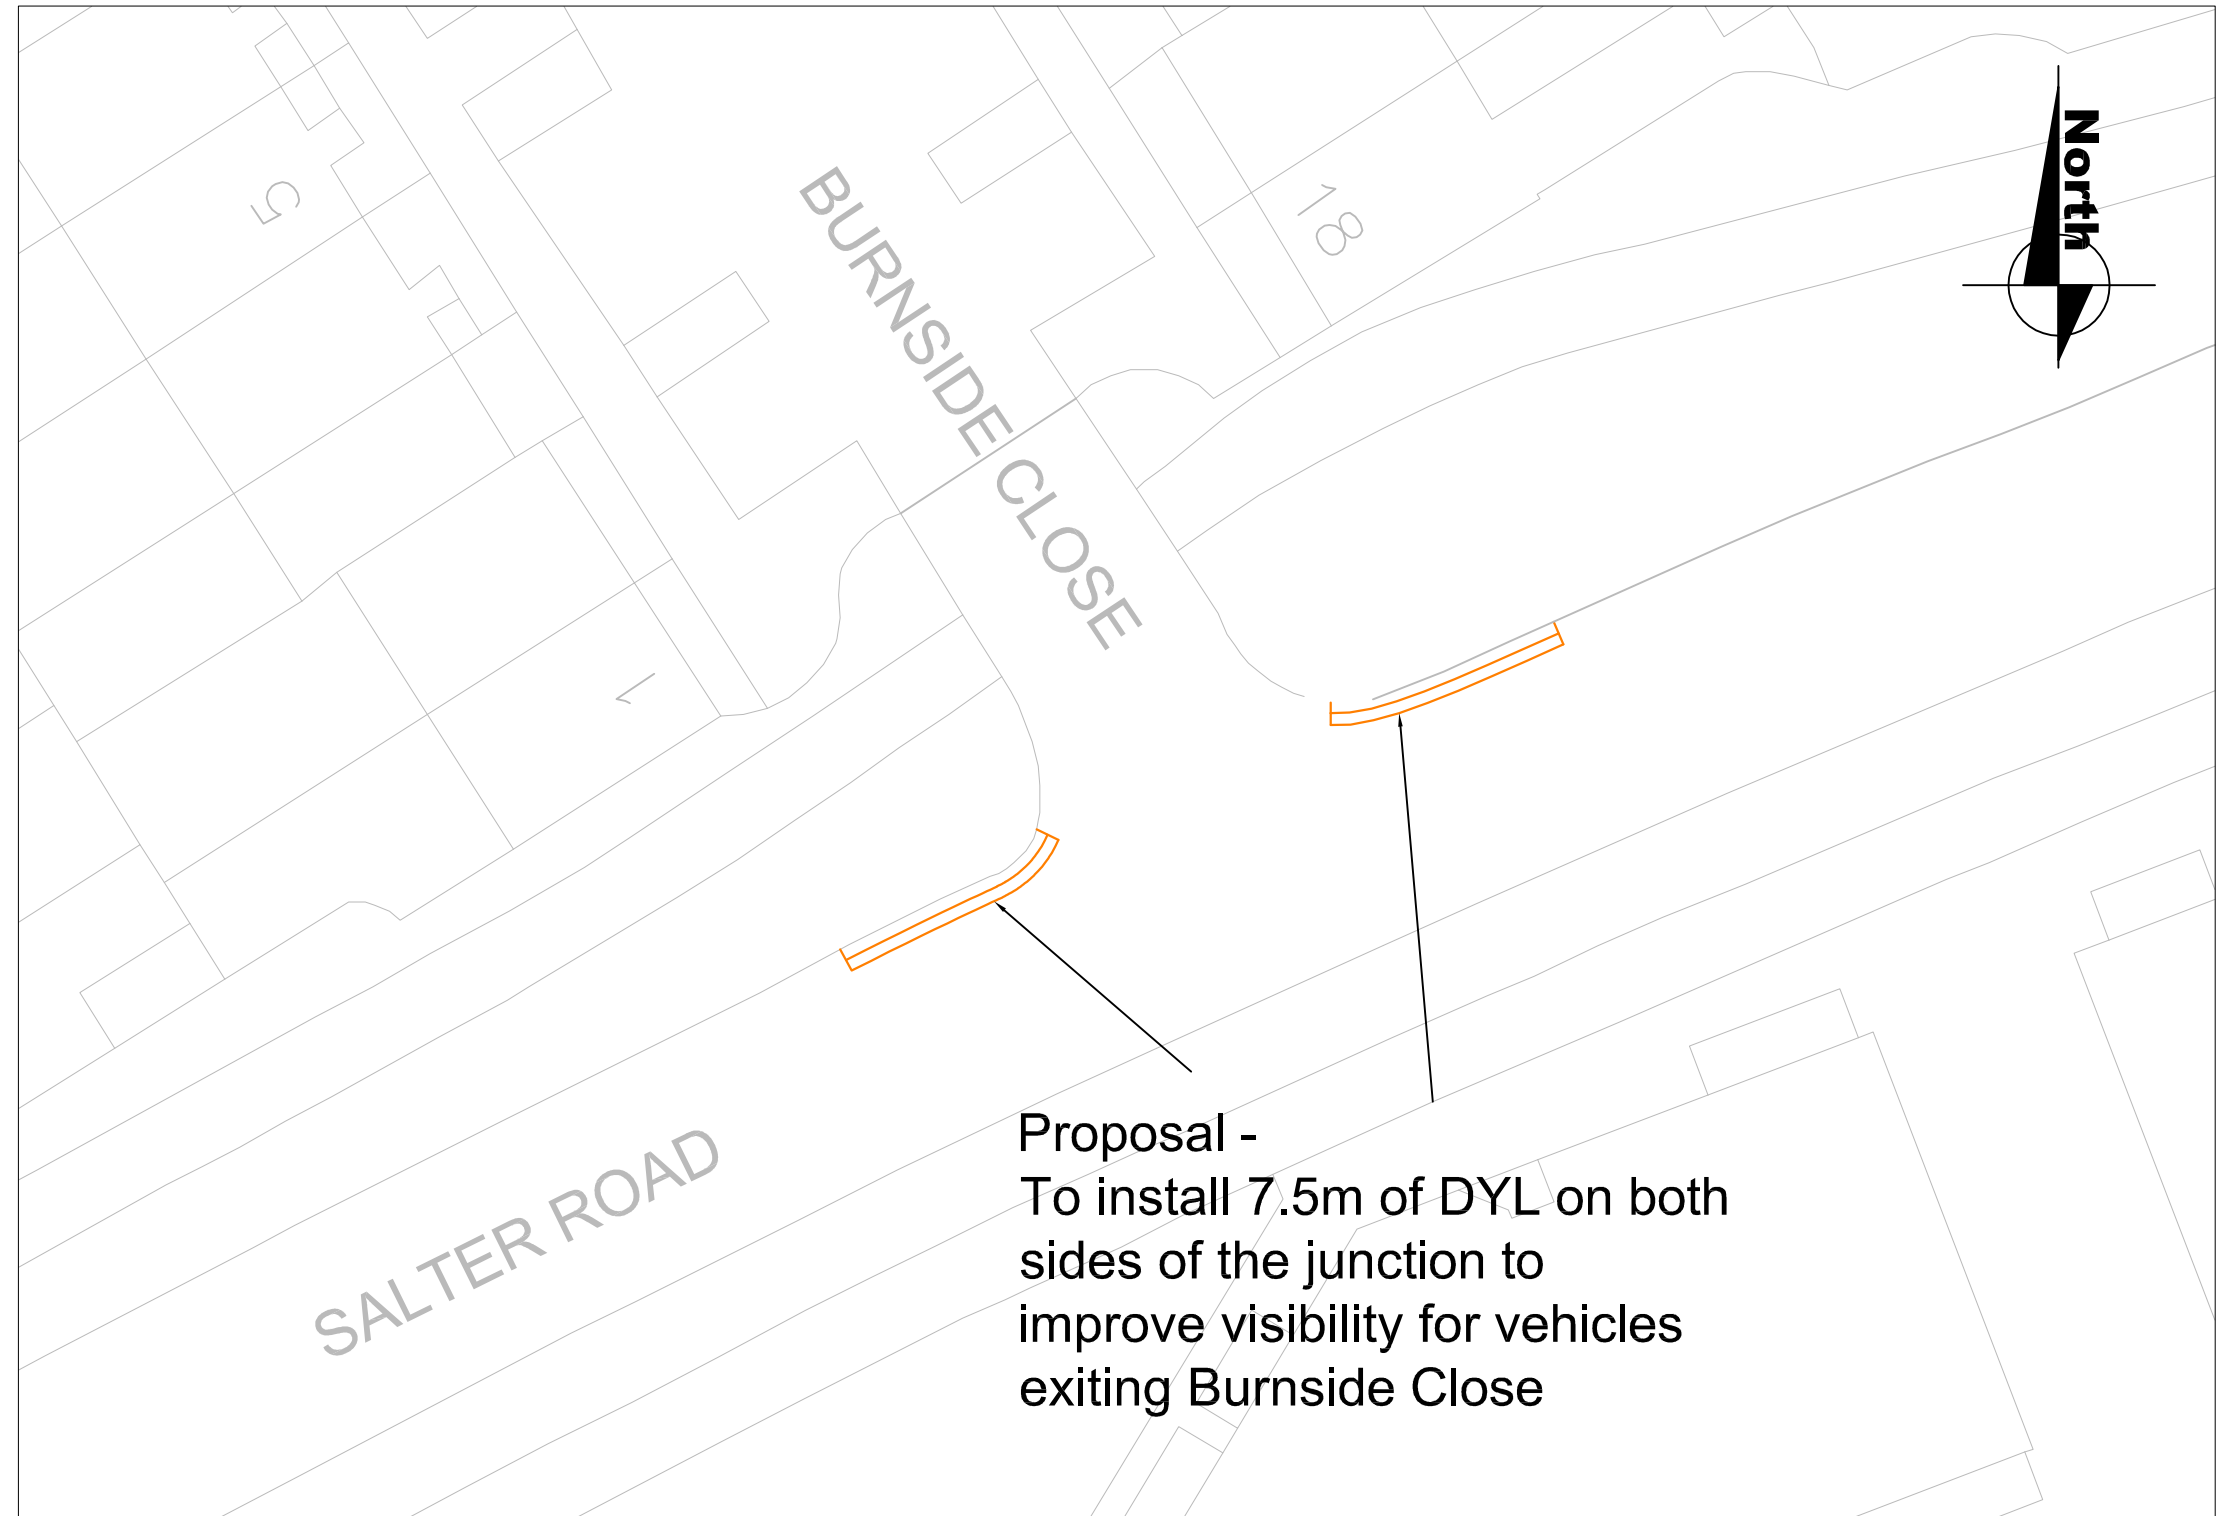 North
5
18
BURNSIDE CLOSE
1
SALTER ROAD
Proposal -
To install 7.5m of DYL on both
sides of the junction to
improve visibility for vehicles
exiting Burnside Close